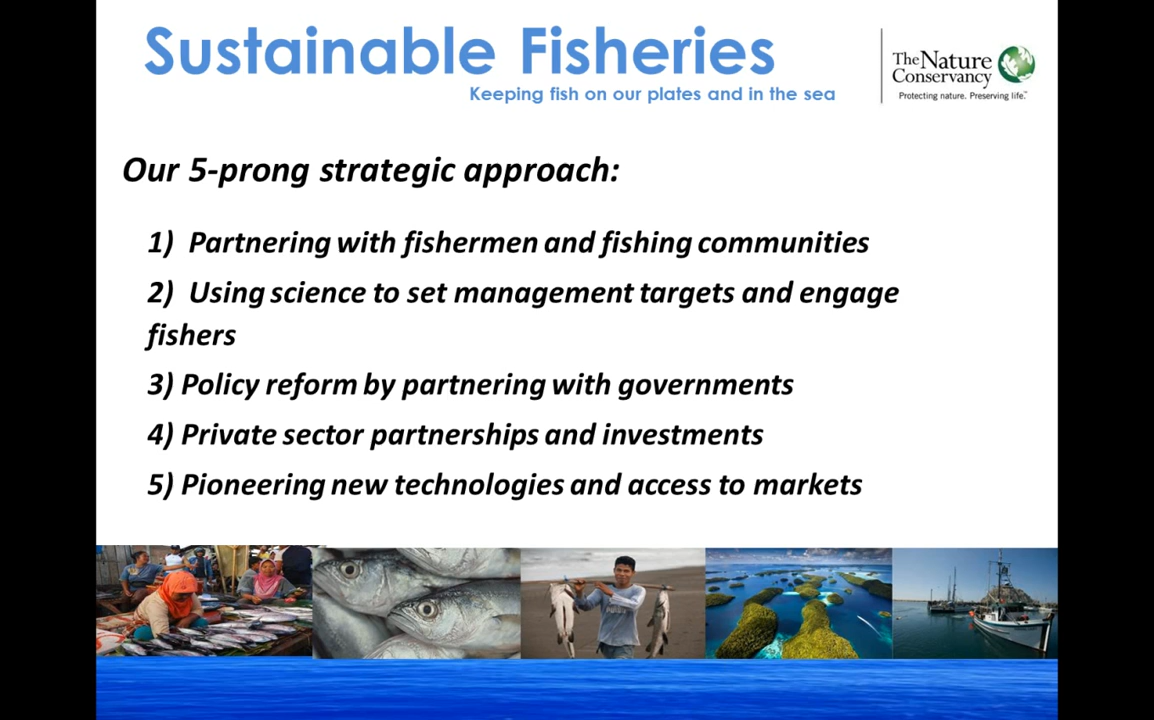 Sustainable Fisheries
Keeping fish on our plates and in the sea
The Nature
Conservancy
Protecting nature. Preserving life.™
Our 5-prong strategic approach:
1) Partnering with fishermen and fishing communities
2) Using science to set management targets and engage
fishers
3) Policy reform by partnering with governments
4) Private sector partnerships and investments
5) Pioneering new technologies and access to markets